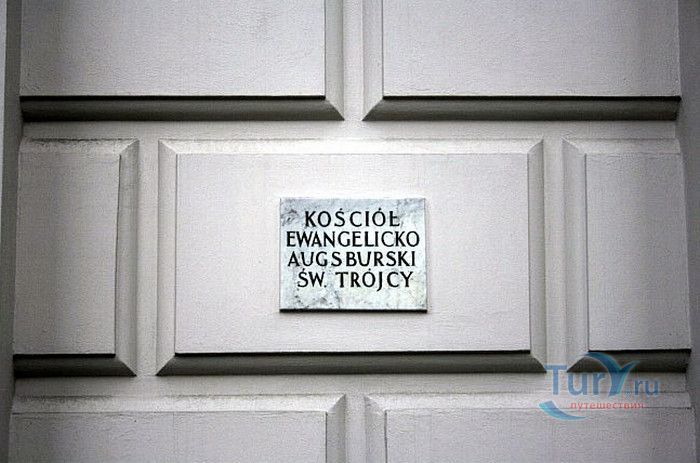 KOŚCIÓŁ
EWANGELICKO
AUGSBURSKI
ŚW. TRÓJCY
Tury.ru
путешествия